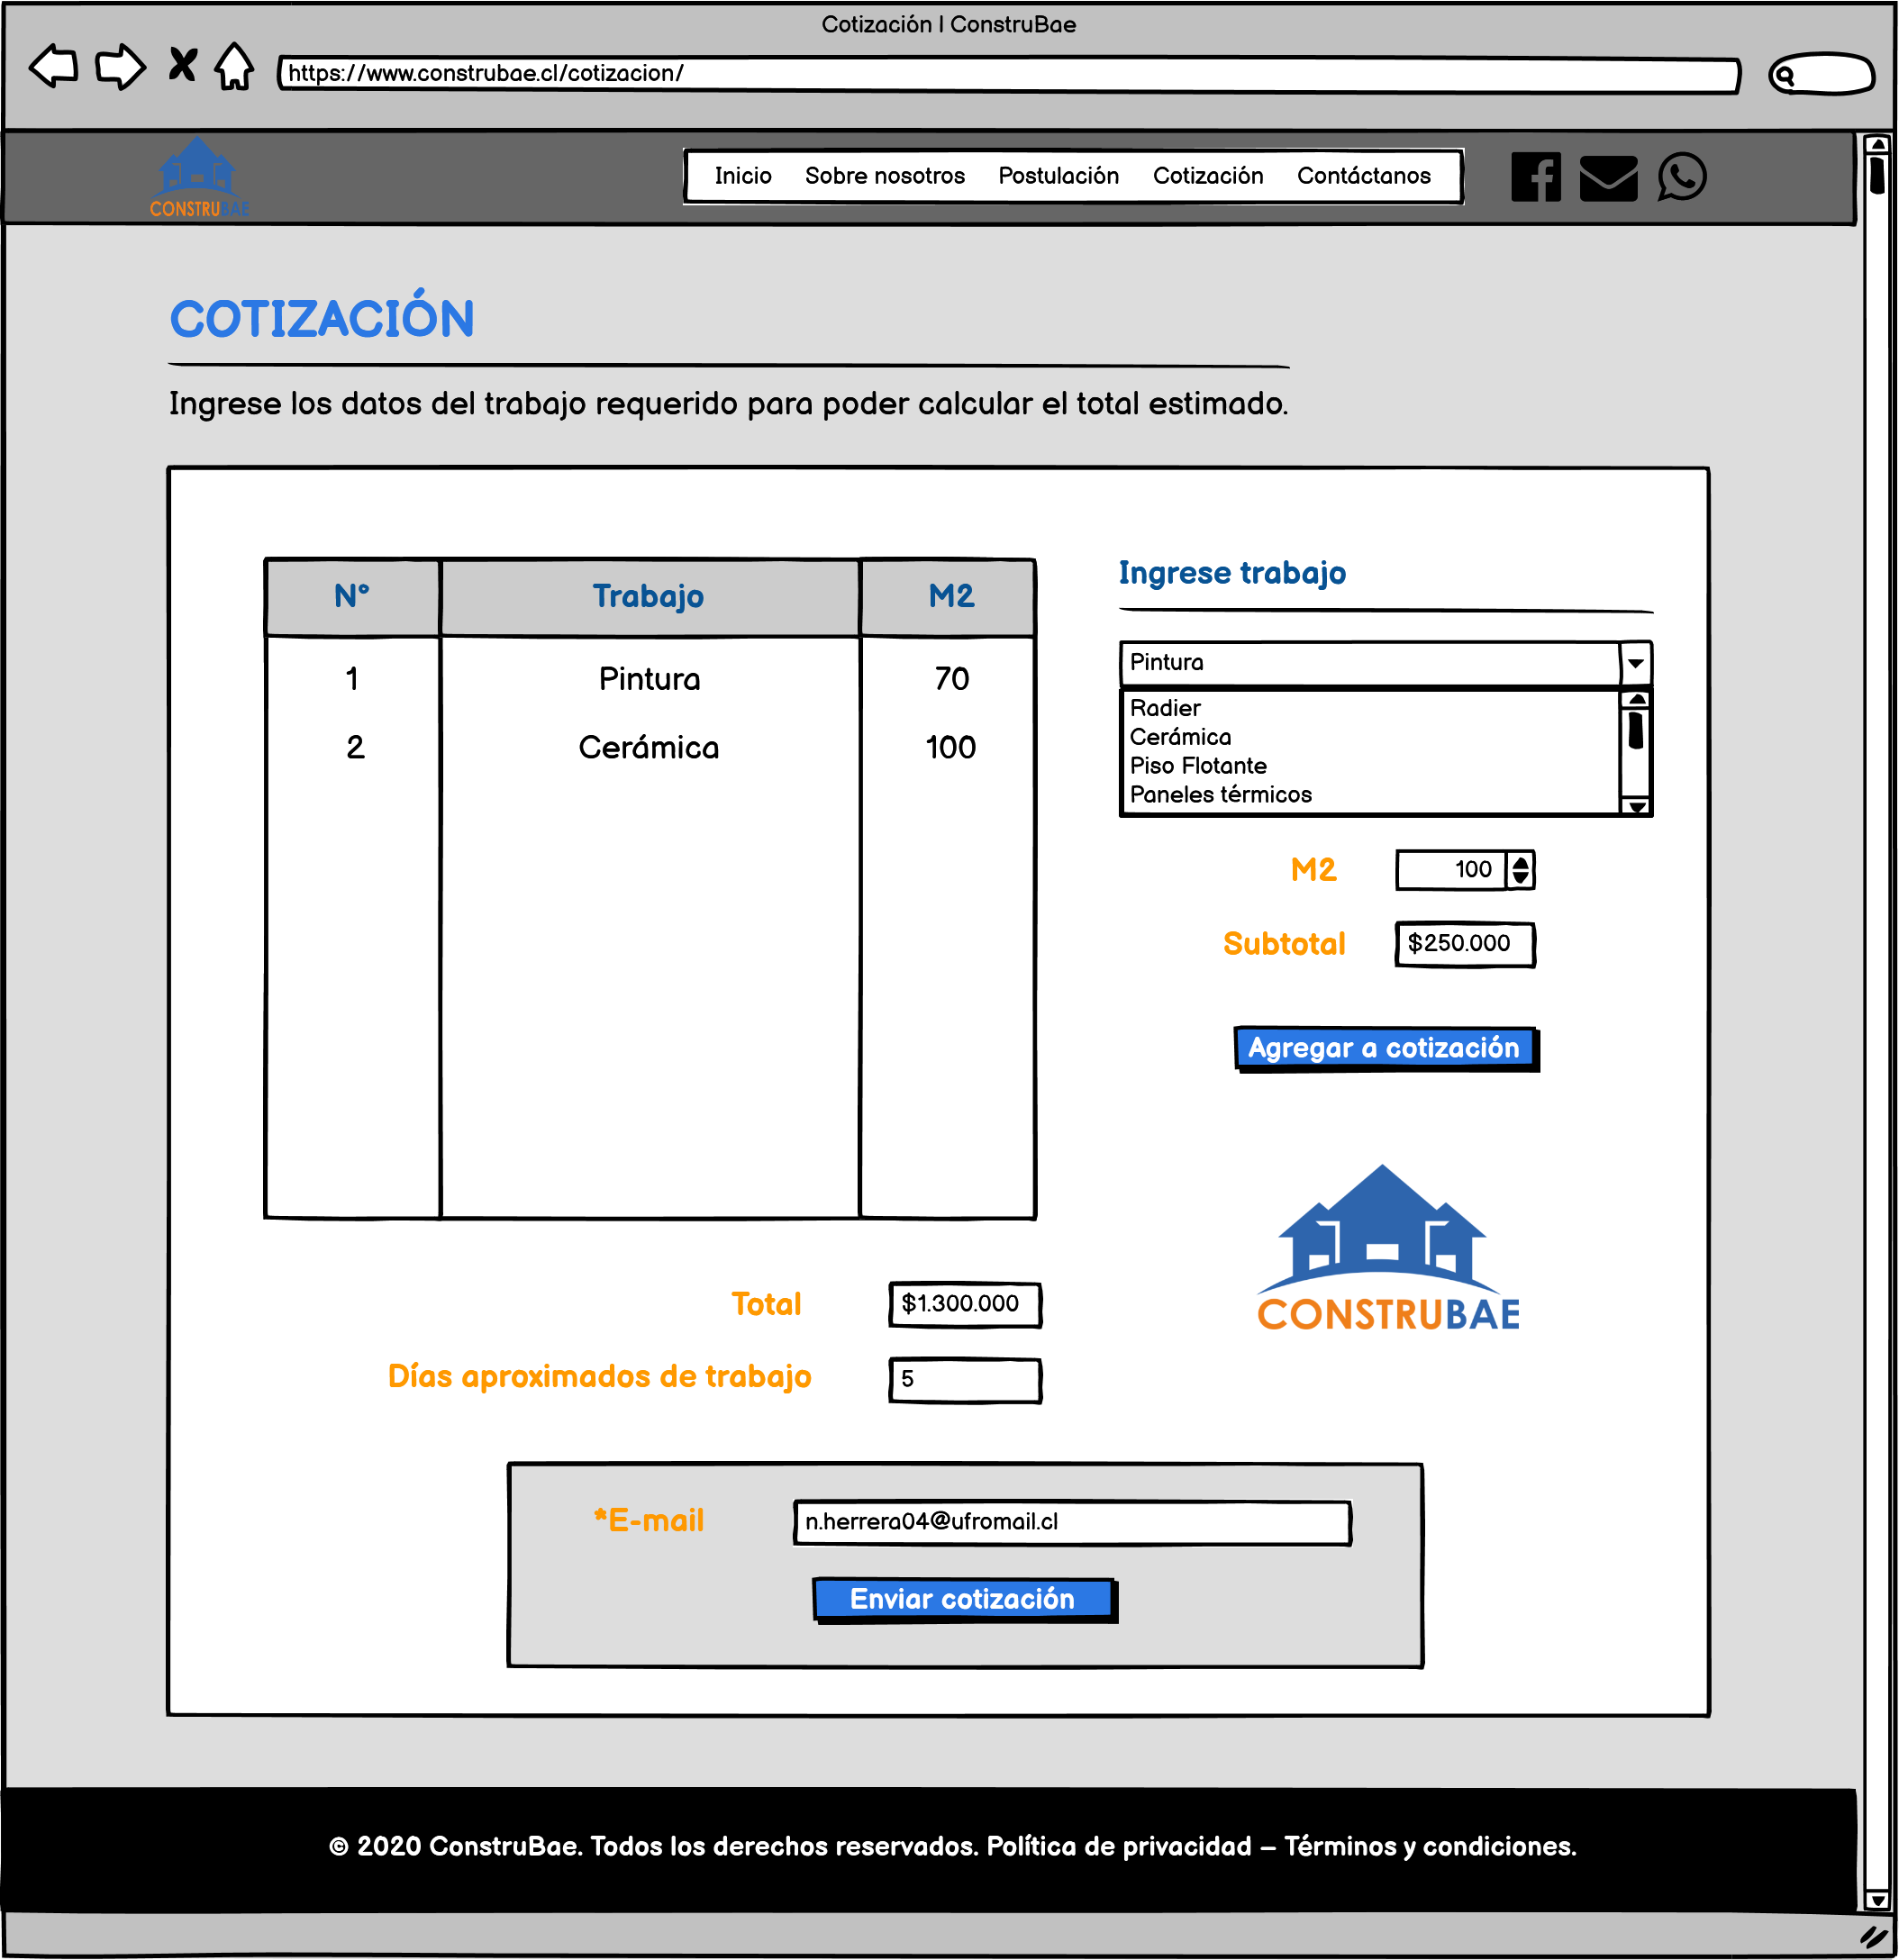 Cotización | ConstruBae
https://www.construbae.cl/cotizacion/
CONSTRUBAE
Inicio Sobre nosotros Postulación Cotización Contáctanos
COTIZACIÓN
Ingrese los datos del trabajo requerido para poder calcular el total estimado.
N° Trabajo M2
1 Pintura 70
2 Cerámica 100
Ingrese trabajo
Pintura
Radier
Cerámica
Piso Flotante
Paneles térmicos
M2 100
Subtotal $250.000
Agregar a cotización
CONSTRUBAE
Total $1.300.000
Días aproximados de trabajo 5
*E-mail n.herrera04@ufromail.cl
Enviar cotización
© 2020 ConstruBae. Todos los derechos reservados. Política de privacidad – Términos y condiciones.